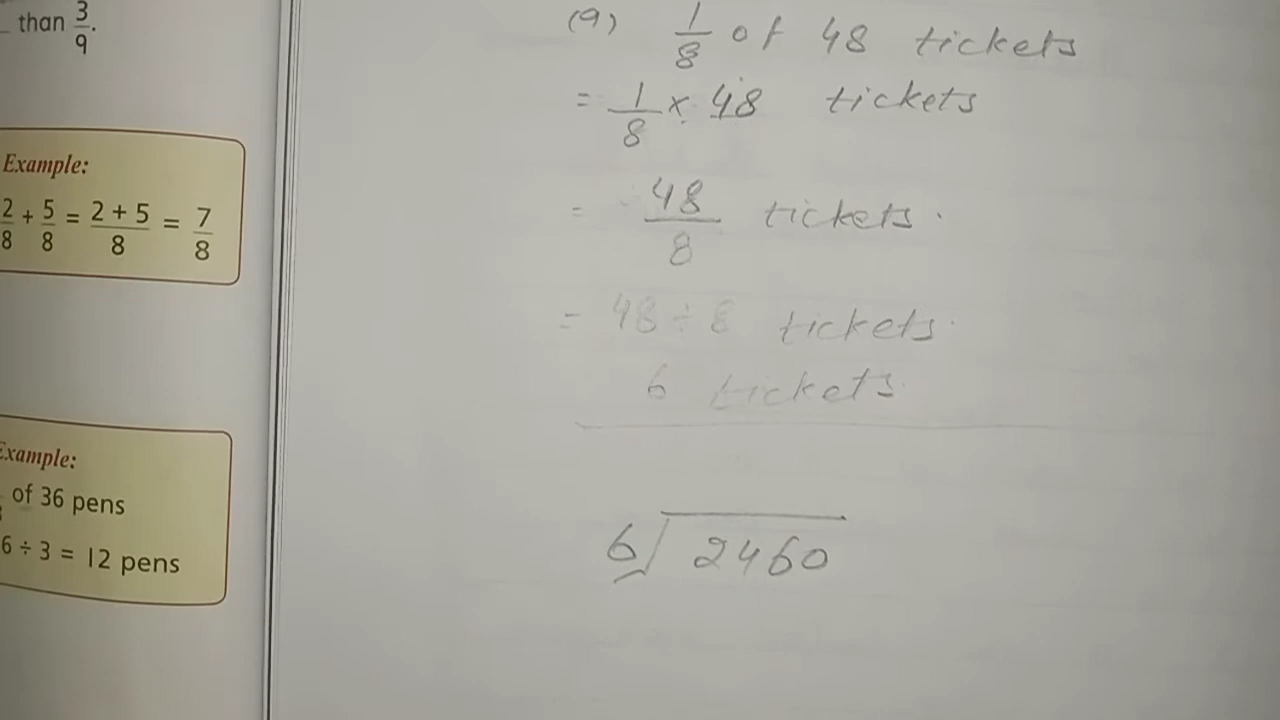 than 3/9.
Example:
2/8 + 5/8 = 2 + 5/8 = 7/8
Example:
of 36 pens
6 ÷ 3 = 12 pens
(9) 1/8 of 48 tickets
= 1/8 × 48 tickets
= 48/8 tickets.
= 48 ÷ 8 tickets.
6 tickets.
6) 2460